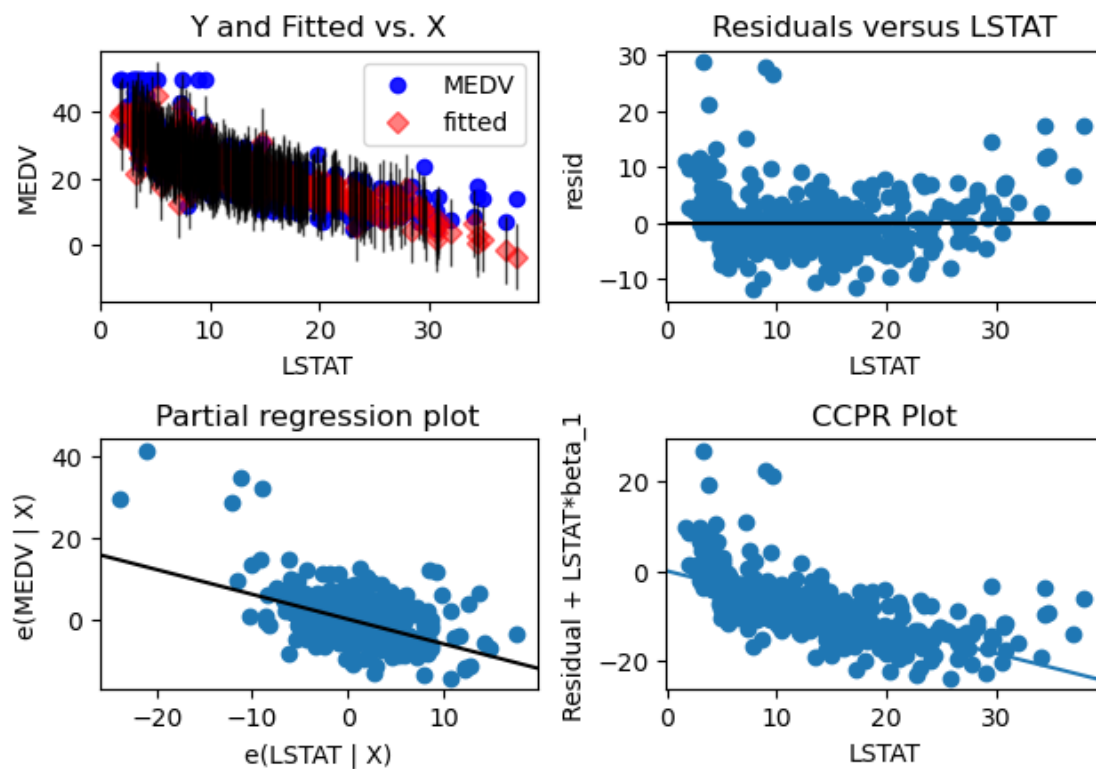 Y and Fitted vs. X
MEDV
40
20
0
0
10
20
30
LSTAT
MEDV
fitted
Residuals versus LSTAT
resid
30
20
10
0
−10
0
10
20
30
LSTAT
Partial regression plot
e(MEDV | X)
40
20
0
−20
−10
0
10
e(LSTAT | X)
CCPR Plot
Residual + LSTAT*beta_1
20
0
−20
0
10
20
30
LSTAT